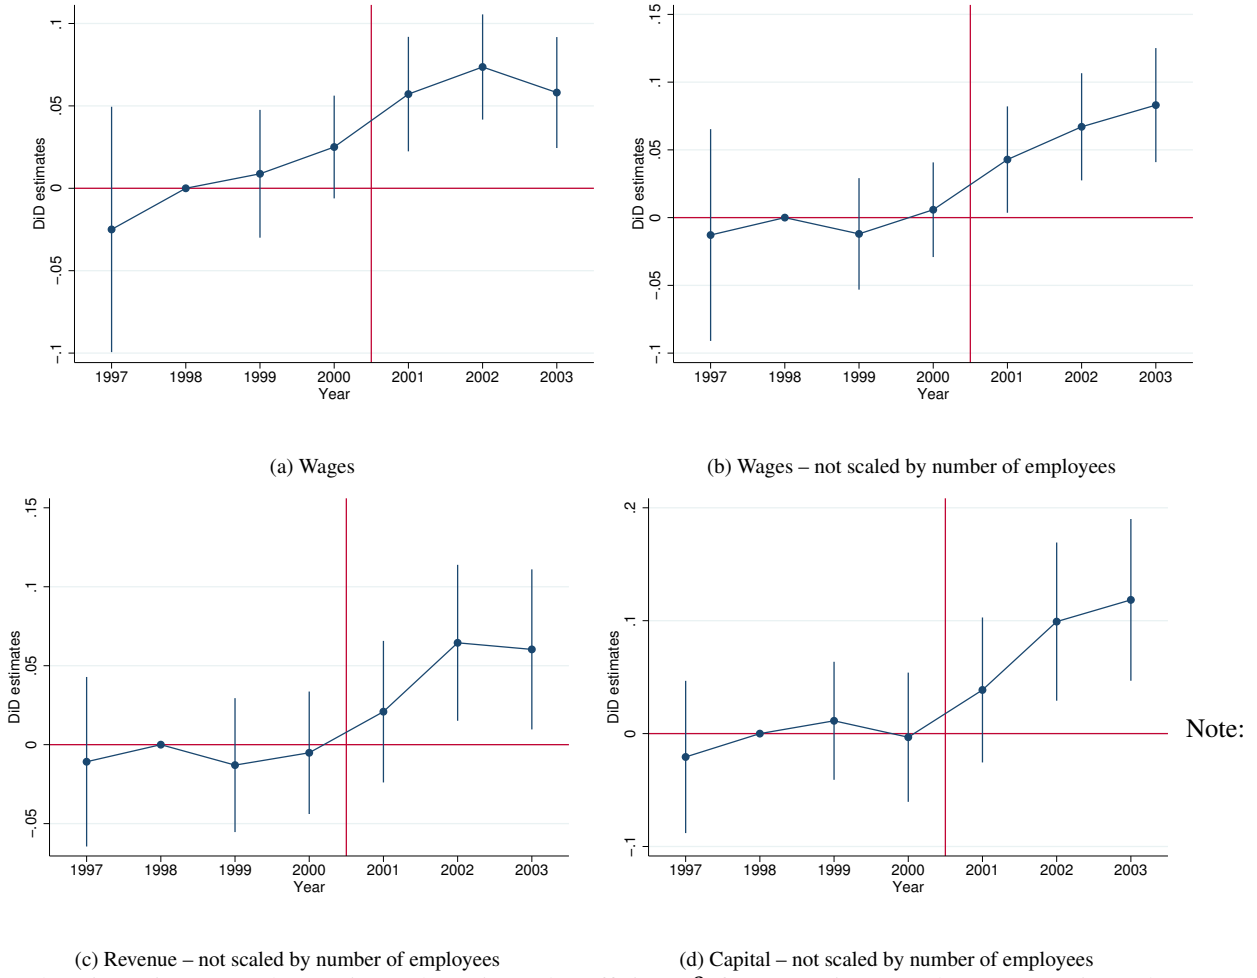 .1
.05
0
-.05
-.1
DiD estimates
1997 1998 1999 2000 2001 2002 2003
Year
(a) Wages
.15
.1
.05
0
-.05
-.1
DiD estimates
1997 1998 1999 2000 2001 2002 2003
Year
(b) Wages – not scaled by number of employees
.15
.1
.05
0
-.05
DiD estimates
1997 1998 1999 2000 2001 2002 2003
Year
(c) Revenue – not scaled by number of employees
.2
.1
0
-.1
DiD estimates
1997 1998 1999 2000 2001 2002 2003
Year
(d) Capital – not scaled by number of employees
Note: